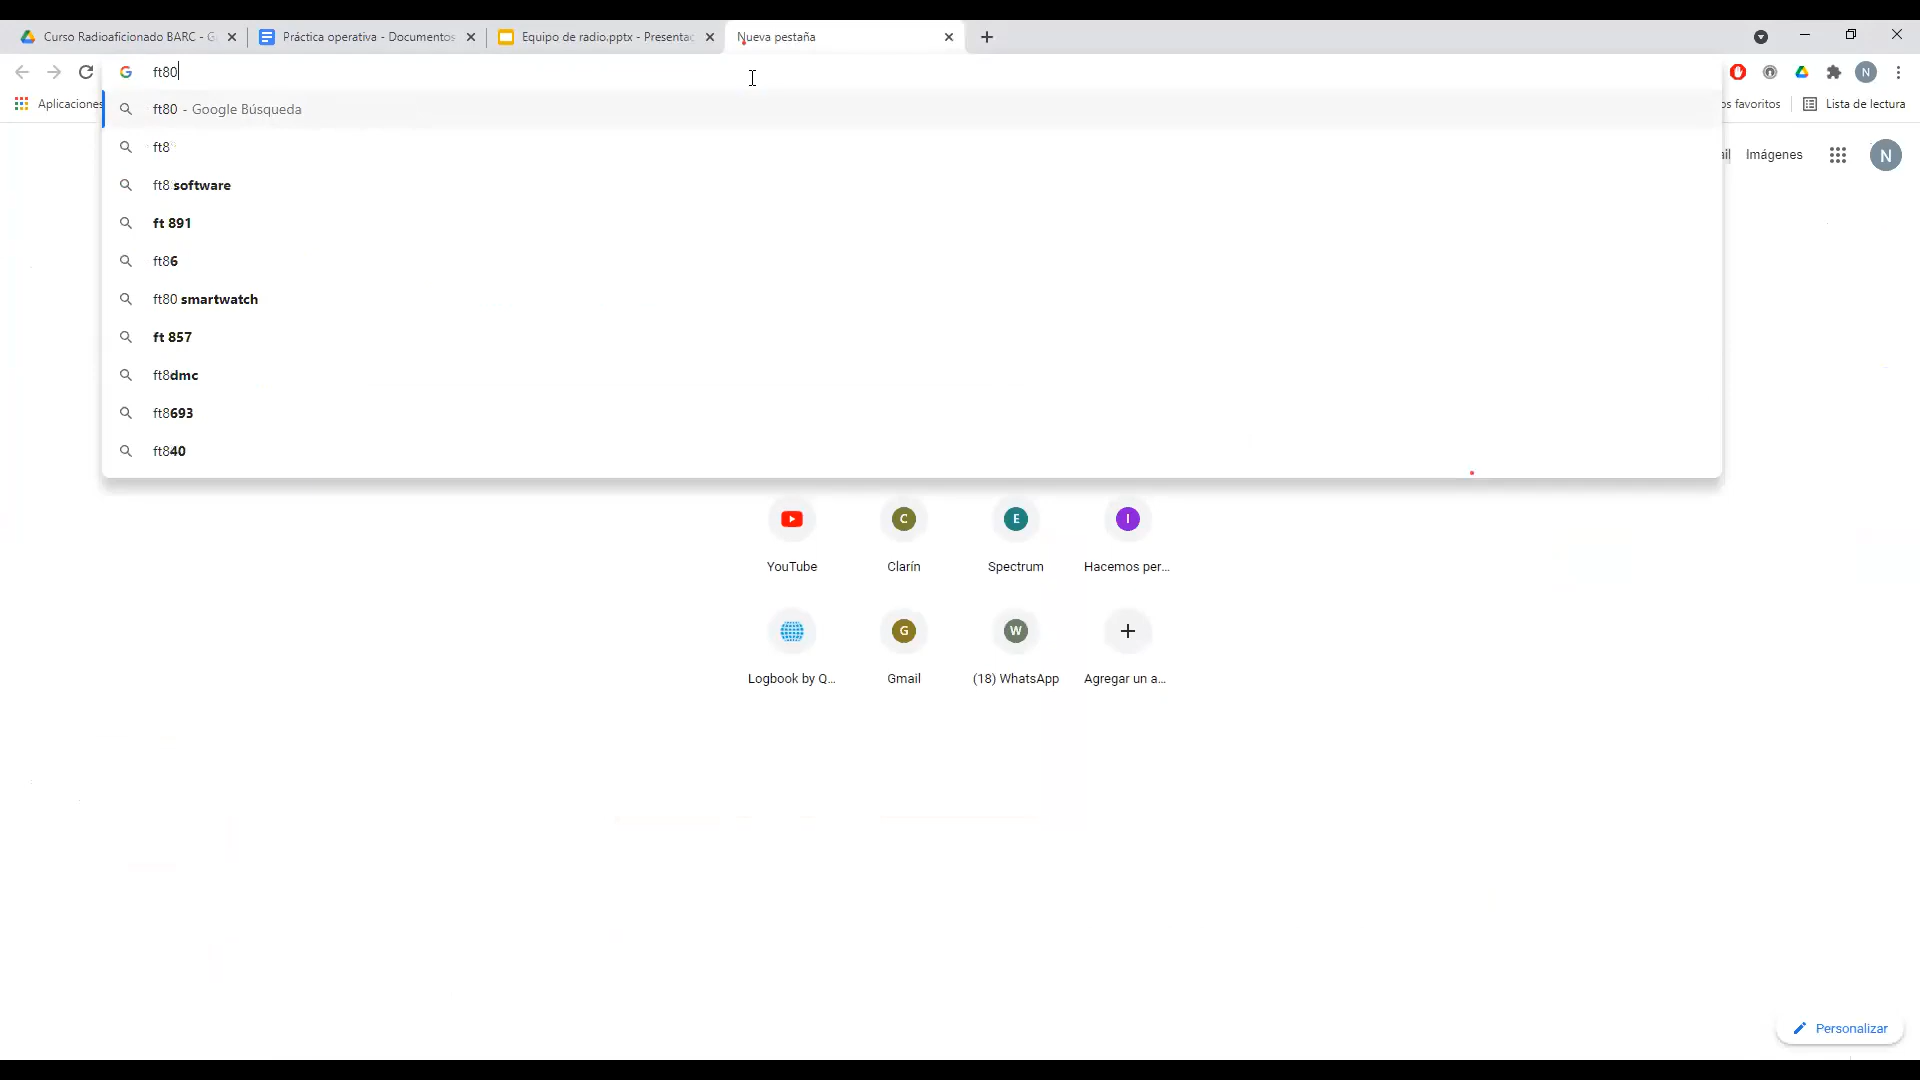 Curso Radioaficionado BARC - G
Práctica operativa - Documentos
Equipo de radio.pptx - Presentac
Nueva pestaña
ft80
Aplicaciones
os favoritos
Lista de lectura
ft80 - Google Búsqueda
ft8
ft8 software
ft 891
ft86
ft80 smartwatch
ft 857
ft8dmc
ft8693
ft840
ail
Imágenes
N
N
C
E
I
YouTube
Clarín
Spectrum
Hacemos per...
G
W
Logbook by Q...
Gmail
(18) WhatsApp
Agregar un a...
Personalizar